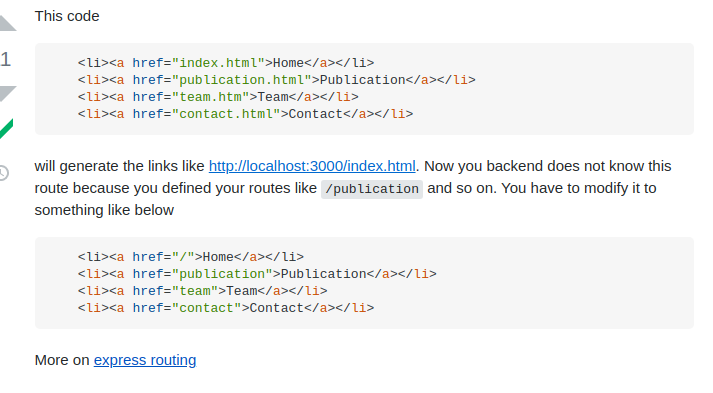 This code
1
<li><a href="index.html">Home</a></li>
<li><a href="publication.html">Publication</a></li>
<li><a href="team.htm">Team</a></li>
<li><a href="contact.html">Contact</a></li>
will generate the links like http://localhost:3000/index.html. Now you backend does not know this
route because you defined your routes like /publication and so on. You have to modify it to
something like below
<li><a href="/">Home</a></li>
<li><a href="publication">Publication</a></li>
<li><a href="team">Team</a></li>
<li><a href="contact">Contact</a></li>
More on express routing